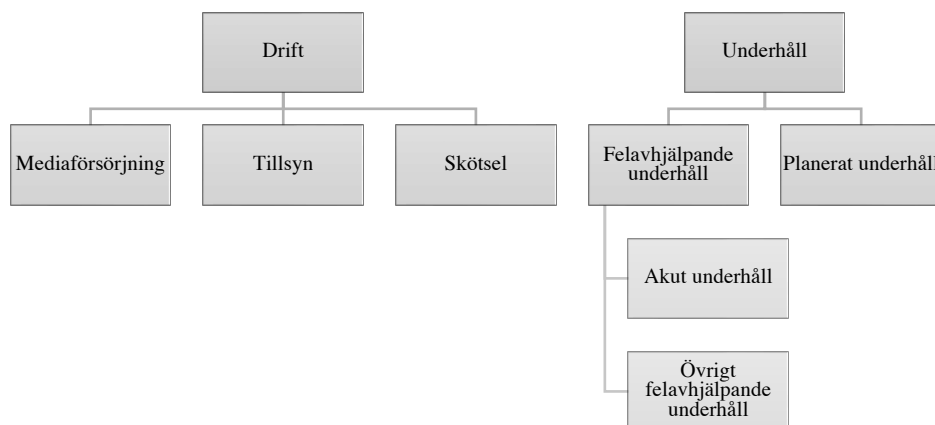 Drift
Underhåll
Mediaförsörjning
Tillsyn
Skötsel
Felavhjälpande
underhåll
Planerat underhåll
Akut underhåll
Övrigt
felavhjälpande
underhåll